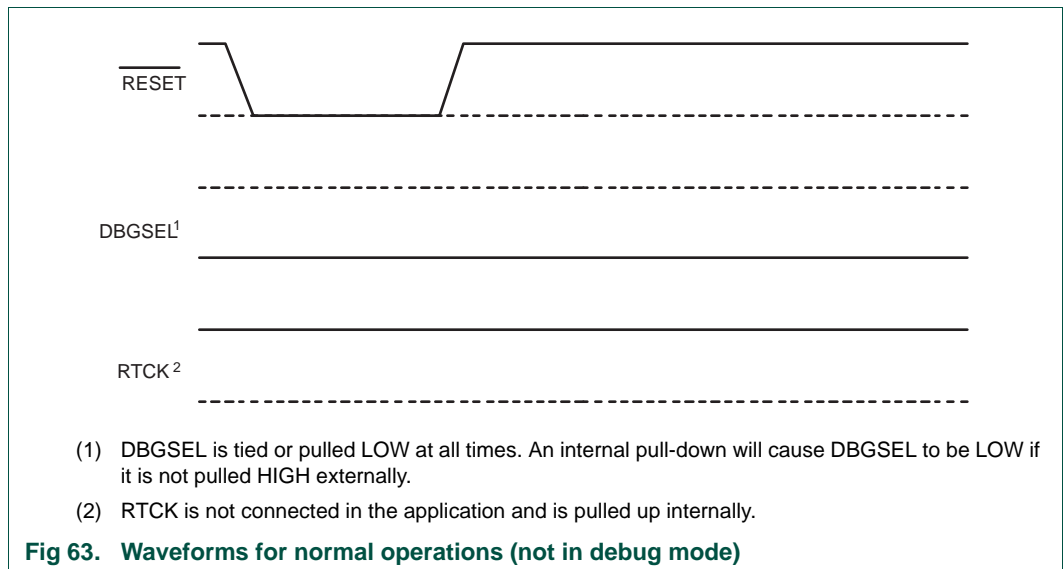 RESET
DBGSEL1
RTCK 2
(1) DBGSEL is tied or pulled LOW at all times. An internal pull-down will cause DBGSEL to be LOW if
it is not pulled HIGH externally.
(2) RTCK is not connected in the application and is pulled up internally.
Fig 63. Waveforms for normal operations (not in debug mode)